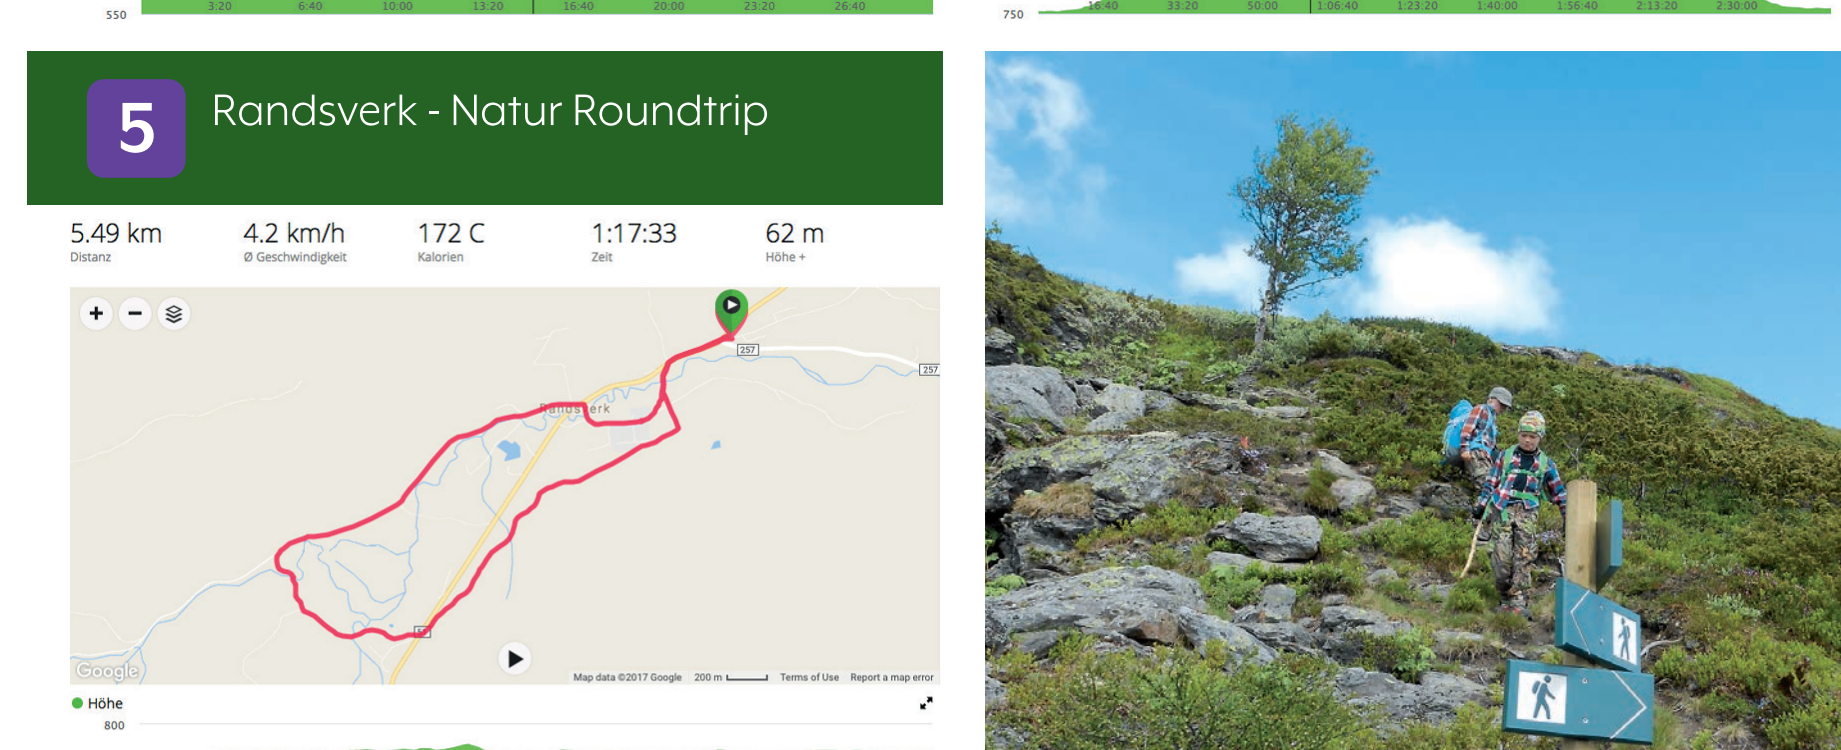 550
3:20 6:40 10:00 13:20 16:40 20:00 23:20 26:40
750
16:40 33:20 50:00 1:06:40 1:23:20 1:40:00 1:56:40 2:13:20 2:30:00
5
Randsverk - Natur Roundtrip
5.49 km 4.2 km/h 172 C 1:17:33 62 m
Distanz Ø Geschwindigkeit Kalorien Zeit Höhe +
257
257
Randsverk
Google
Map data ©2017 Google 200 m Terms of Use Report a map error
Höhe
800